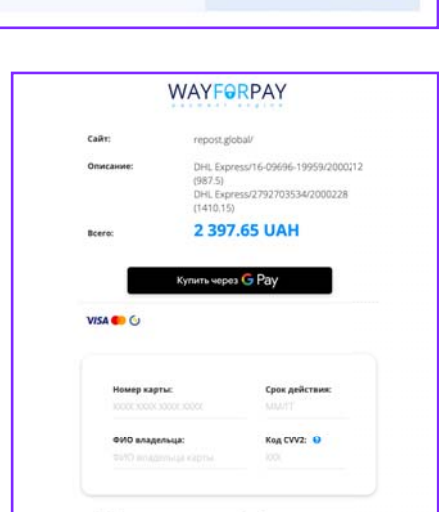 WAYFORPAY
payment engine
Сайт: repost.global/
Описание: DHL Express/16-09696-19959/2000212
(987.5)
DHL Express/2792703534/2000228
(1410.15)
Всего: 2 397.65 UAH
Купить через G Pay
VISA
Номер карты: Срок действия:
XXXX XXXX XXXX XXXX ММ/ГГ
ФИО владельца: Код CVV2: ?
ФИО владельца карты XXX